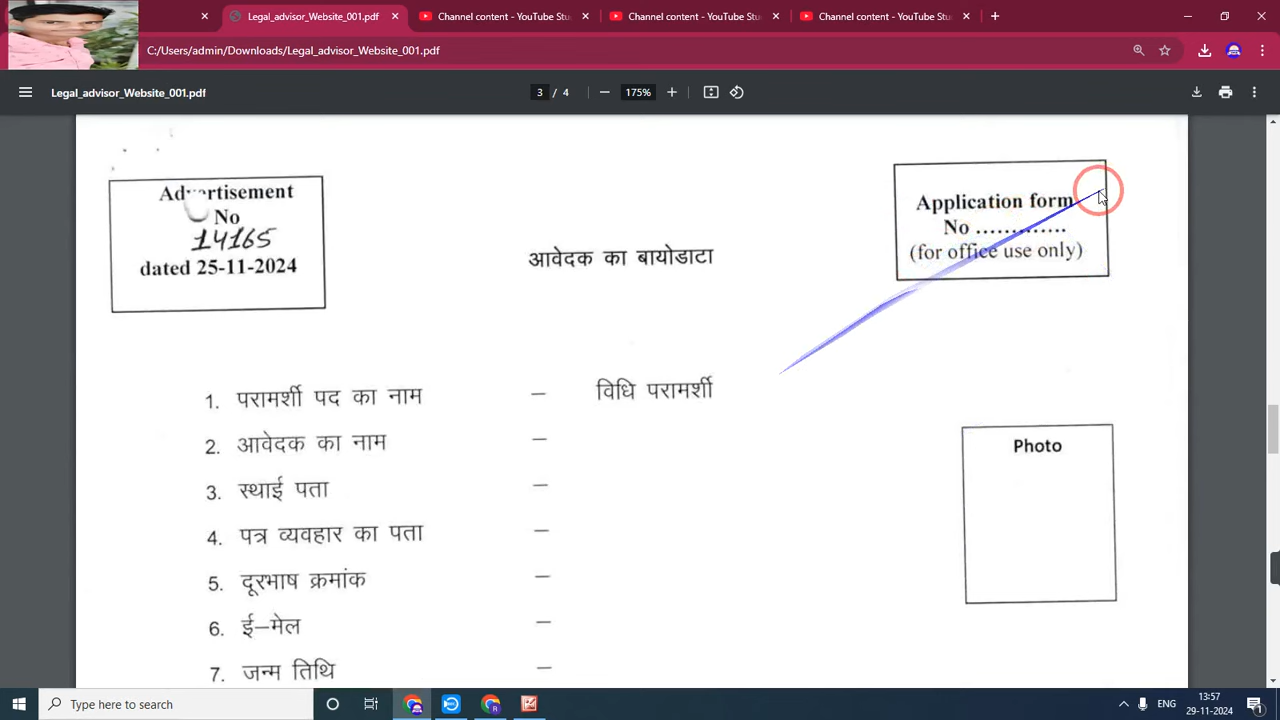 Legal_advisor_Website_001.pdf
Channel content - YouTube Stu
Channel content - YouTube Stu
Channel content - YouTube Stu
C:/Users/admin/Downloads/Legal_advisor_Website_001.pdf
Legal_advisor_Website_001.pdf
3 / 4
175%
Advertisement
No
14165
dated 25-11-2024
Application form
No ..............
(for office use only)
आवेदक का बायोडाटा
1. परामर्शी पद का नाम – विधि परामर्शी
2. आवेदक का नाम –
3. स्थाई पता –
4. पत्र व्यवहार का पता –
5. दूरभाष क्रमांक –
6. ई–मेल –
7. जन्म तिथि –
Photo
Type here to search
ENG
13:57
29-11-2024